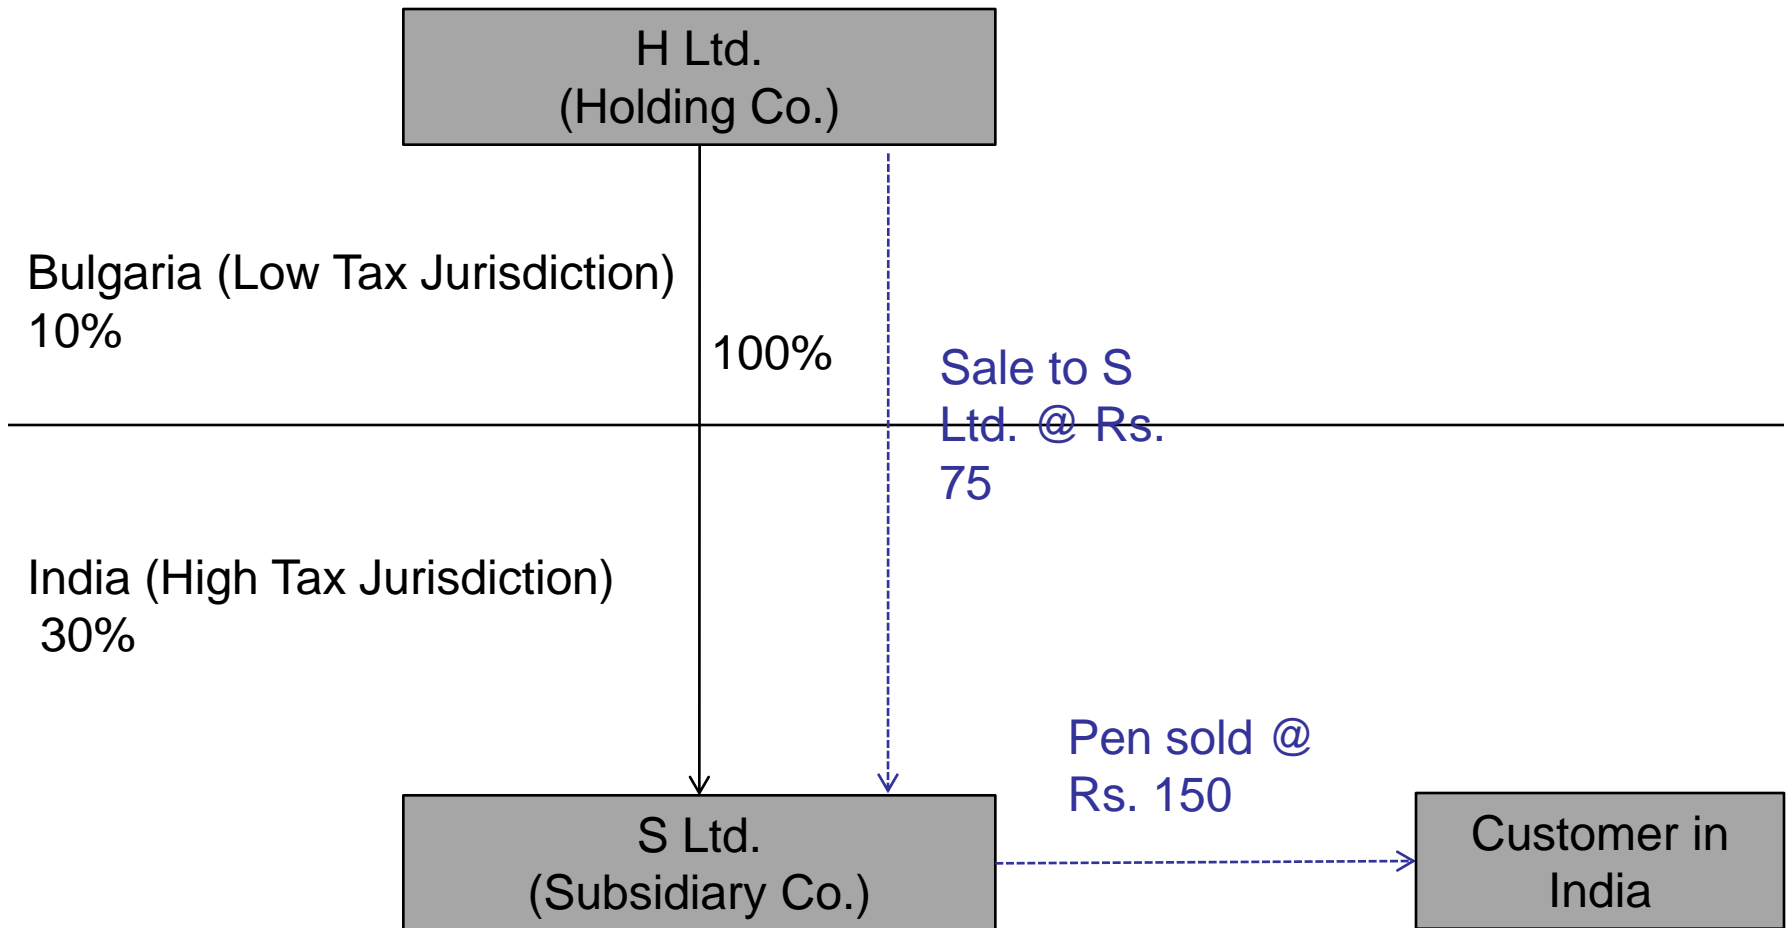 H Ltd.
(Holding Co.)
Bulgaria (Low Tax Jurisdiction)
10%
100%
Sale to S
Ltd. @ Rs.
75
India (High Tax Jurisdiction)
30%
Pen sold @
Rs. 150
S Ltd.
(Subsidiary Co.)
Customer in
India